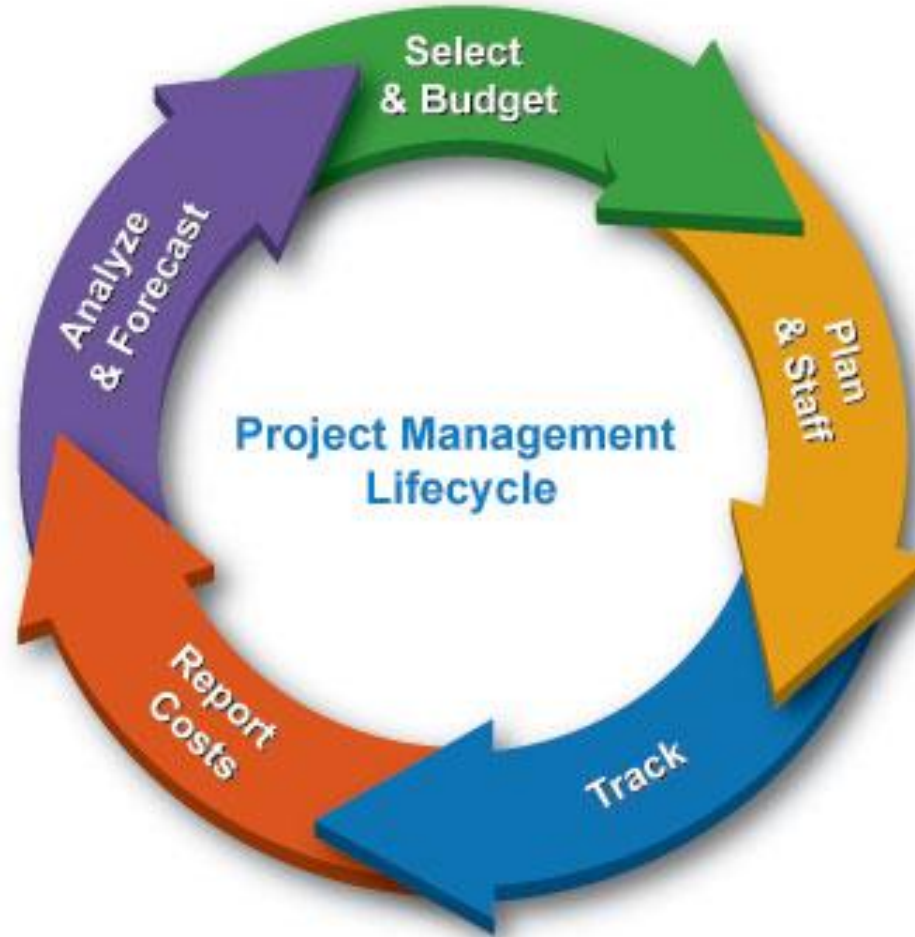 Select
& Budget
Plan
& Staff
Track
Report
Costs
Analyze
& Forecast
Project Management
Lifecycle